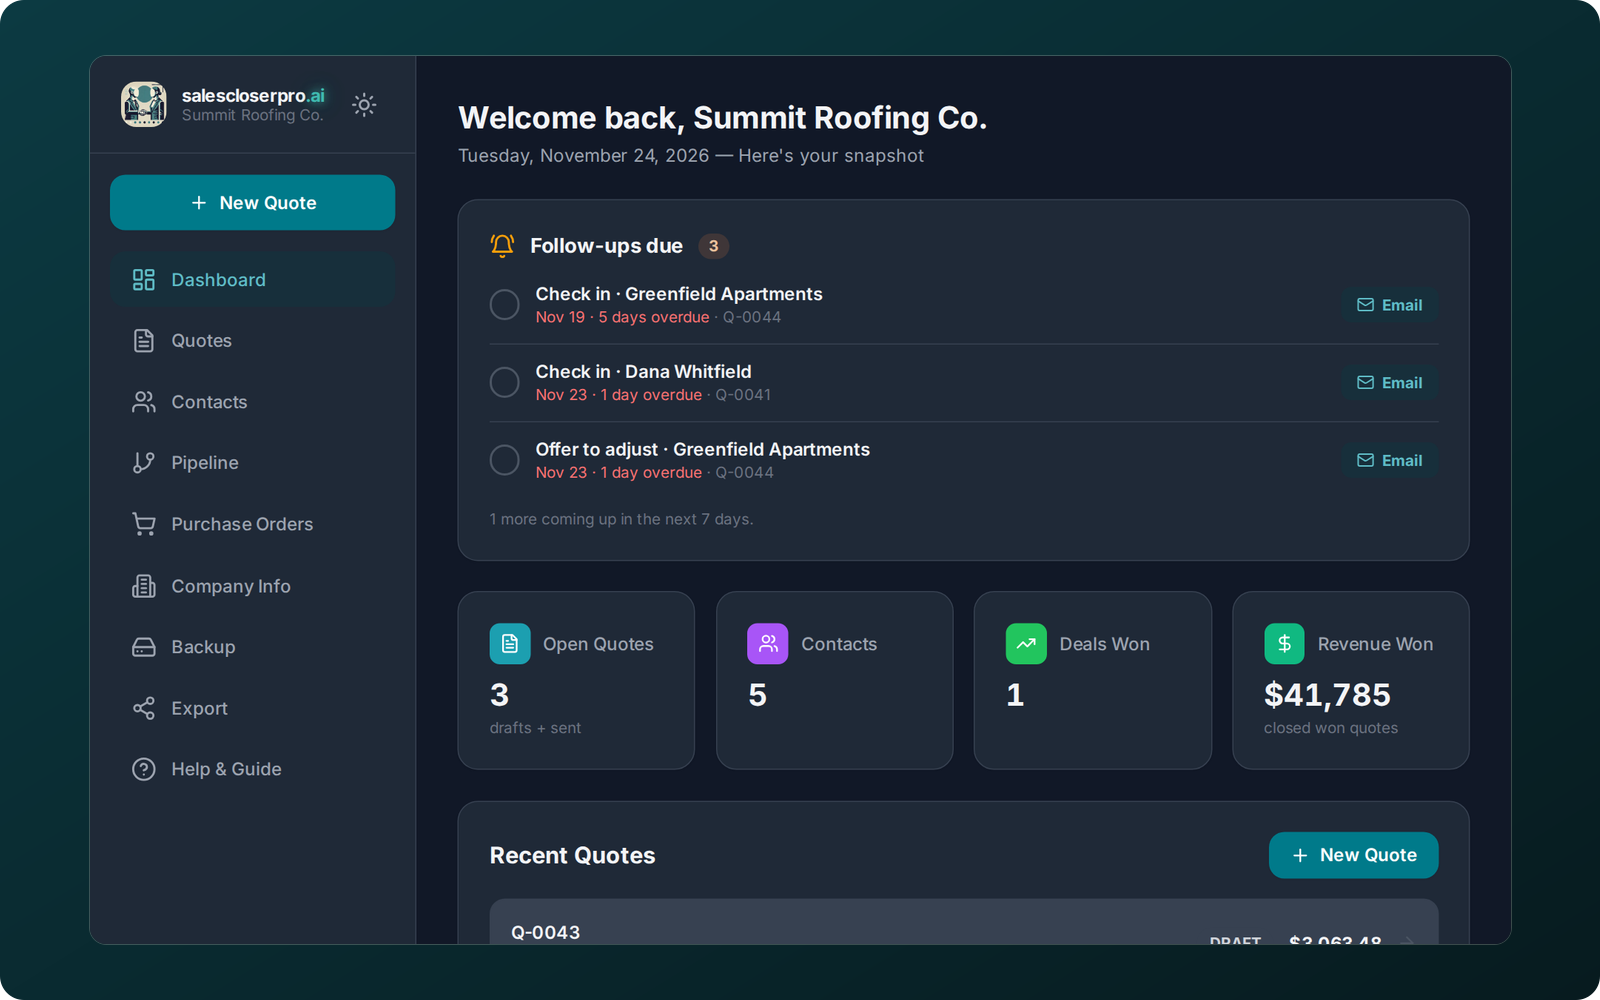 salescloserpro.ai
Summit Roofing Co.
New Quote
Dashboard
Quotes
Contacts
Pipeline
Purchase Orders
Company Info
Backup
Export
Help & Guide
Welcome back, Summit Roofing Co.
Tuesday, November 24, 2026 — Here's your snapshot
Follow-ups due 3
Check in · Greenfield Apartments
Nov 19 · 5 days overdue · Q-0044
Email
Check in · Dana Whitfield
Nov 23 · 1 day overdue · Q-0041
Email
Offer to adjust · Greenfield Apartments
Nov 23 · 1 day overdue · Q-0044
Email
1 more coming up in the next 7 days.
Open Quotes
3
drafts + sent
Contacts
5
Deals Won
1
Revenue Won
$41,785
closed won quotes
Recent Quotes
New Quote
Q-0043
DRAFT $3,063.48